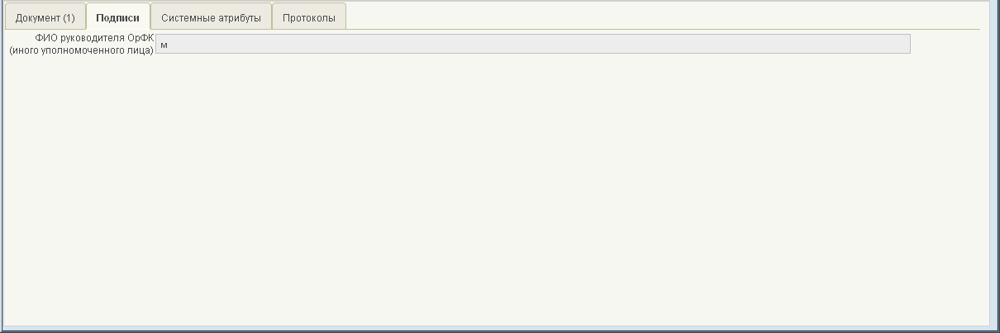 Документ (1) Подписи Системные атрибуты Протоколы
ФИО руководителя ОрФК
(иного уполномоченного лица) м